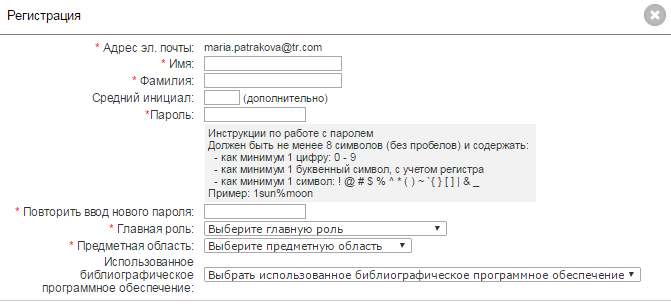 Регистрация
* Адрес эл. почты: maria.patrakova@tr.com
* Имя:
* Фамилия:
Средний инициал: (дополнительно)
*Пароль:
Инструкции по работе с паролем
Должен быть не менее 8 символов (без пробелов) и содержать:
- как минимум 1 цифру: 0 - 9
- как минимум 1 буквенный символ, с учетом регистра
- как минимум 1 символ: ! @ # $ % ^ * ( ) ~ `{ } [ ] | & _
Пример: 1sun%moon
* Повторить ввод нового пароля:
* Главная роль: Выберите главную роль
* Предметная область: Выберите предметную область
Использованное
библиографическое
программное обеспечение: Выбрать использованное библиографическое программное обеспечение